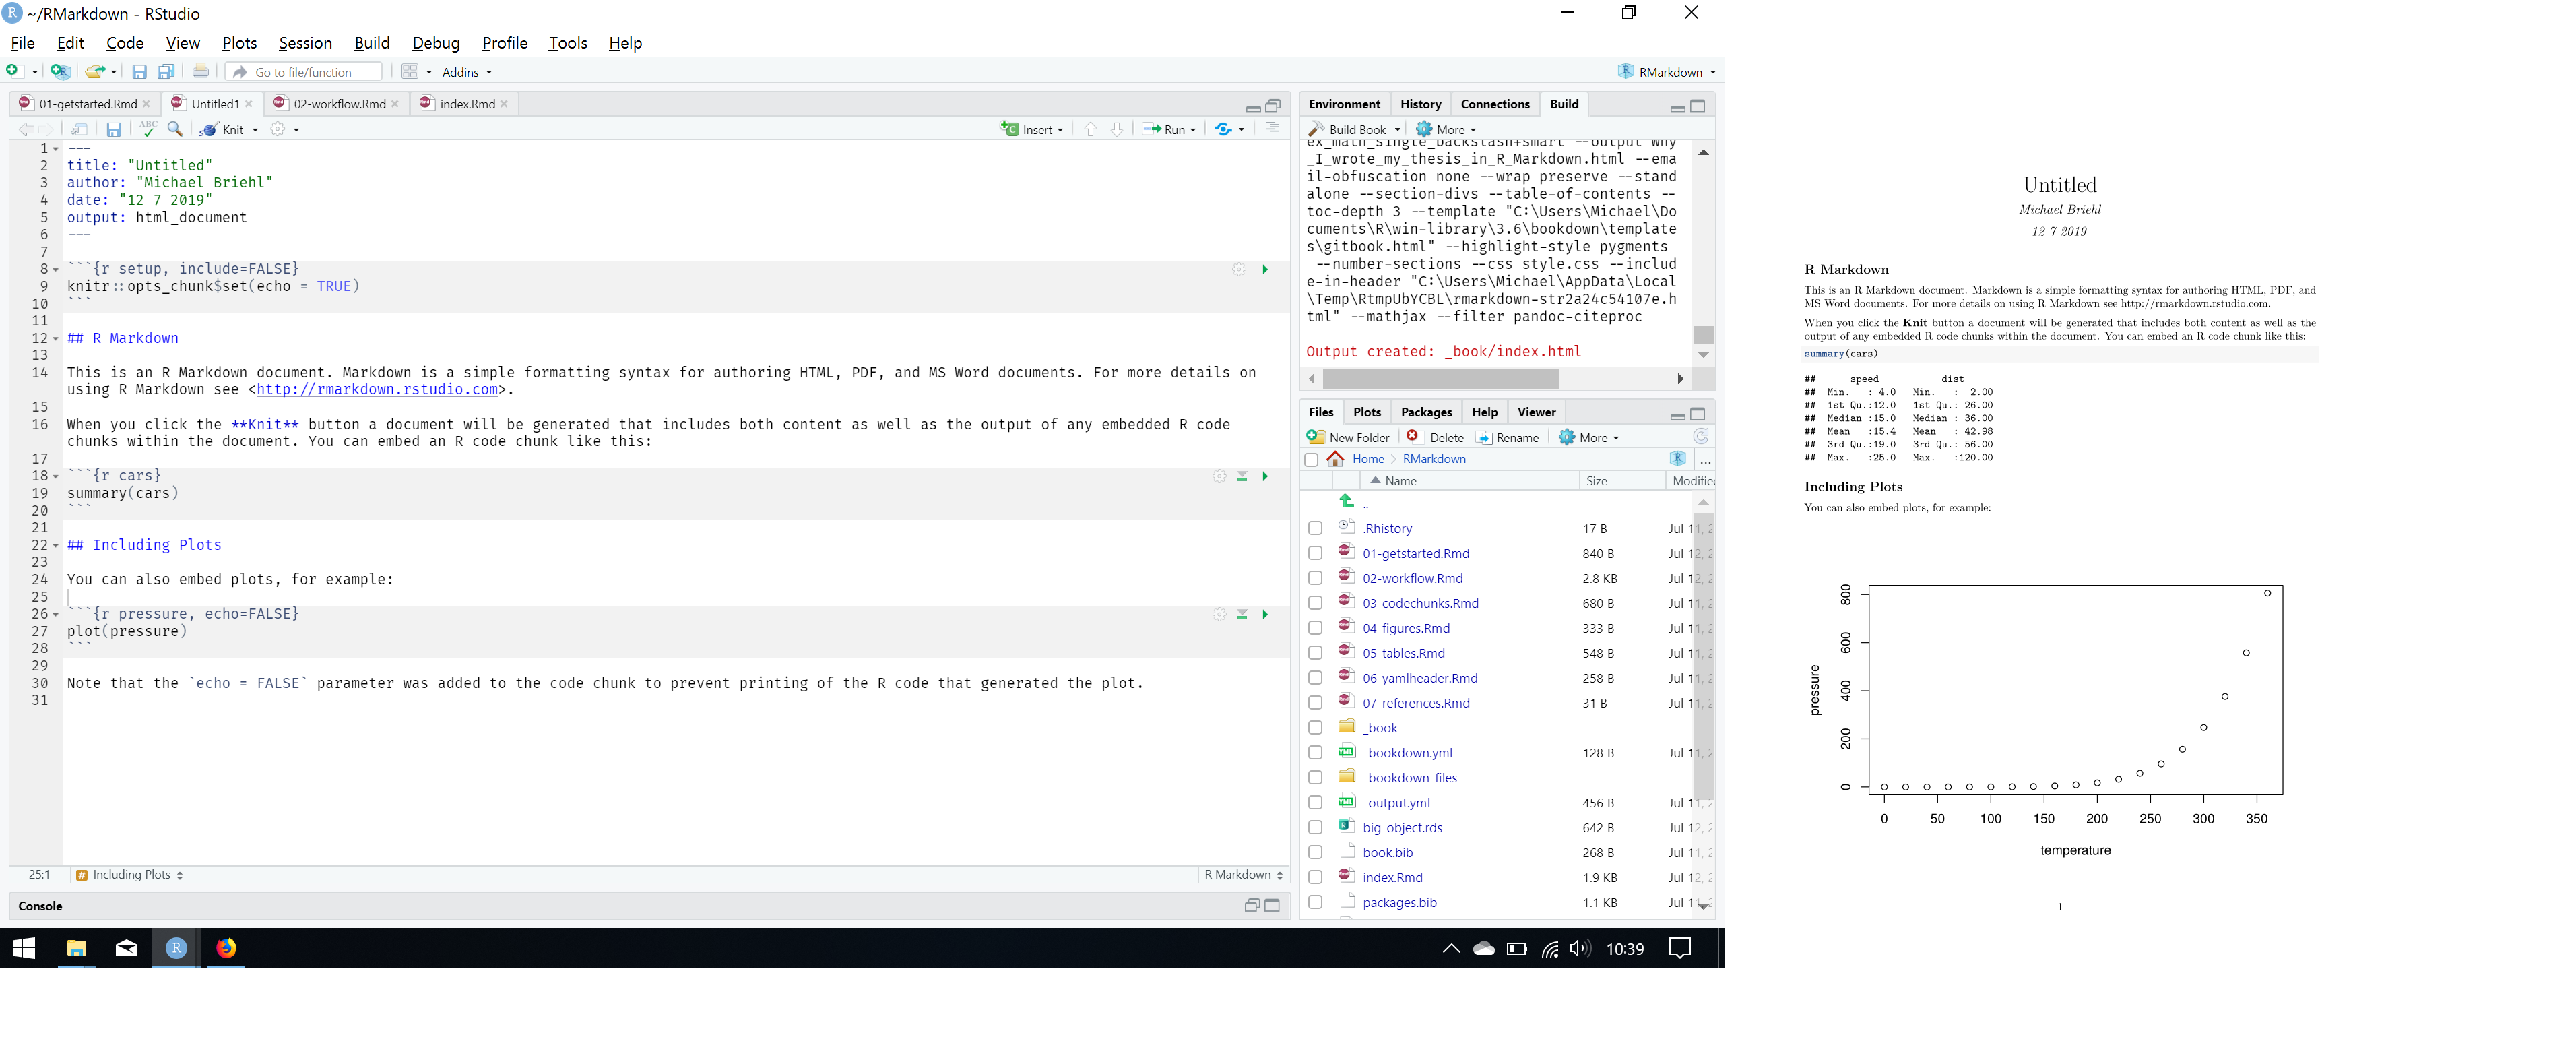 ~/RMarkdown - RStudio
File Edit Code View Plots Session Build Debug Profile Tools Help
Go to file/function Addins RMarkdown
01-getstarted.Rmd Untitled1 02-workflow.Rmd index.Rmd
ABC Knit Insert Run
1 ---
2 title: "Untitled"
3 author: "Michael Briehl"
4 date: "12 7 2019"
5 output: html_document
6 ---
7
8 ```{r setup, include=FALSE}
9 knitr::opts_chunk$set(echo = TRUE)
10 ```
11
12 ## R Markdown
13
14 This is an R Markdown document. Markdown is a simple formatting syntax for authoring HTML, PDF, and MS Word documents. For more details on
using R Markdown see <http://rmarkdown.rstudio.com>.
15
16 When you click the **Knit** button a document will be generated that includes both content as well as the output of any embedded R code
chunks within the document. You can embed an R code chunk like this:
17
18 ```{r cars}
19 summary(cars)
20 ```
21
22 ## Including Plots
23
24 You can also embed plots, for example:
25
26 ```{r pressure, echo=FALSE}
27 plot(pressure)
28 ```
29
30 Note that the `echo = FALSE` parameter was added to the code chunk to prevent printing of the R code that generated the plot.
31
25:1 # Including Plots R Markdown
Console
Environment History Connections Build
Build Book More
ex_math_single_backslash+smart --output Why
_I_wrote_my_thesis_in_R_Markdown.html --ema
il-obfuscation none --wrap preserve --stand
alone --section-divs --table-of-contents --
toc-depth 3 --template "C:\Users\Michael\Do
cuments\R\win-library\3.6\bookdown\template
s\gitbook.html" --highlight-style pygments
--number-sections --css style.css --includ
e-in-header "C:\Users\Michael\AppData\Local
\Temp\RtmpUbYCBL\rmarkdown-str2a24c54107e.h
tml" --mathjax --filter pandoc-citeproc
Output created: _book/index.html
Files Plots Packages Help Viewer
New Folder Delete Rename More
Home RMarkdown ...
Name Size Modified
..
.Rhistory 17 B Jul 11, 2
01-getstarted.Rmd 840 B Jul 12, 2
02-workflow.Rmd 2.8 KB Jul 12, 2
03-codechunks.Rmd 680 B Jul 11, 2
04-figures.Rmd 333 B Jul 11, 2
05-tables.Rmd 548 B Jul 11, 2
06-yamlheader.Rmd 258 B Jul 11, 2
07-references.Rmd 31 B Jul 11, 2
_book
_bookdown.yml 128 B Jul 11, 2
_bookdown_files
_output.yml 456 B Jul 11, 2
big_object.rds 642 B Jul 12, 2
book.bib 268 B Jul 11, 2
index.Rmd 1.9 KB Jul 12, 2
packages.bib 1.1 KB Jul 11
10:39
Untitled
Michael Briehl
12 7 2019
R Markdown
This is an R Markdown document. Markdown is a simple formatting syntax for authoring HTML, PDF, and
MS Word documents. For more details on using R Markdown see http://rmarkdown.rstudio.com.
When you click the Knit button a document will be generated that includes both content as well as the
output of any embedded R code chunks within the document. You can embed an R code chunk like this:
summary(cars)
## speed dist
## Min. : 4.0 Min. : 2.00
## 1st Qu.:12.0 1st Qu.: 26.00
## Median :15.0 Median : 36.00
## Mean :15.4 Mean : 42.98
## 3rd Qu.:19.0 3rd Qu.: 56.00
## Max. :25.0 Max. :120.00
Including Plots
You can also embed plots, for example:
800
600
400
200
0
pressure
0 50 100 150 200 250 300 350
temperature
1